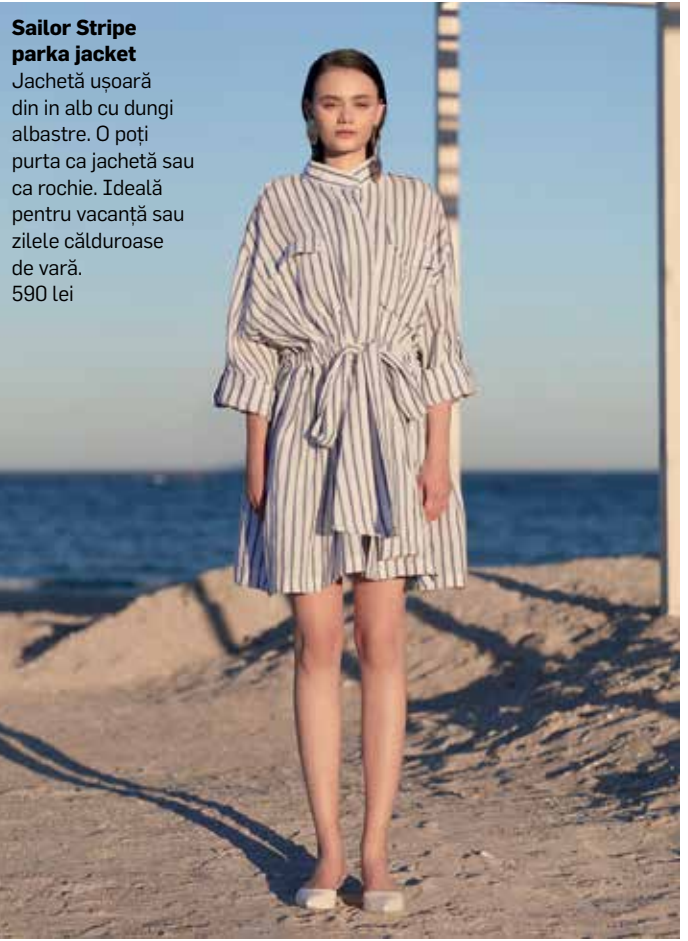 Sailor Stripe
parka jacket
Jachetă ușoară
din in alb cu dungi
albastre. O poți
purta ca jachetă sau
ca rochie. Ideală
pentru vacanță sau
zilele călduroase
de vară.
590 lei